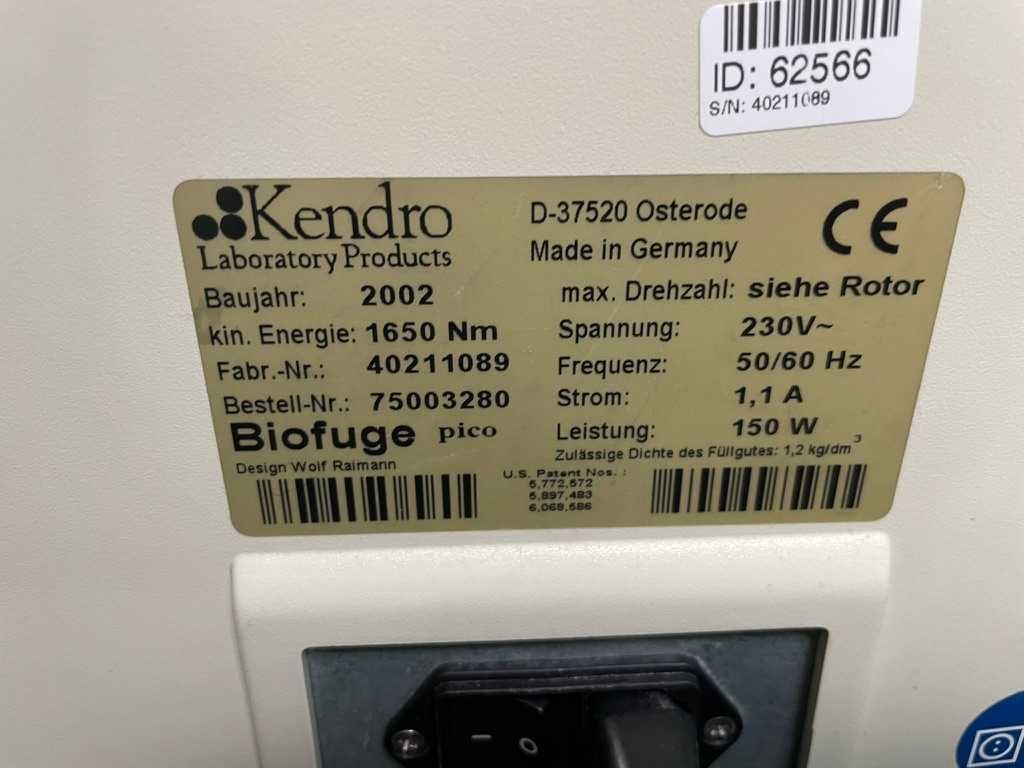 ID: 62566
S/N: 40211089
Kendro
Laboratory Products
D-37520 Osterode
Made in Germany
CE
Baujahr: 2002
max. Drehzahl: siehe Rotor
kin. Energie: 1650 Nm
Spannung: 230V~
Fabr.-Nr.: 40211089
Frequenz: 50/60 Hz
Bestell-Nr.: 75003280
Strom: 1,1 A
Biofuge pico
Leistung: 150 W
Zulässige Dichte des Füllgutes: 1,2 kg/dm³
Design Wolf Raimann
U.S. Patent Nos. :
5,772,572
5,897,483
6,068,586
I O